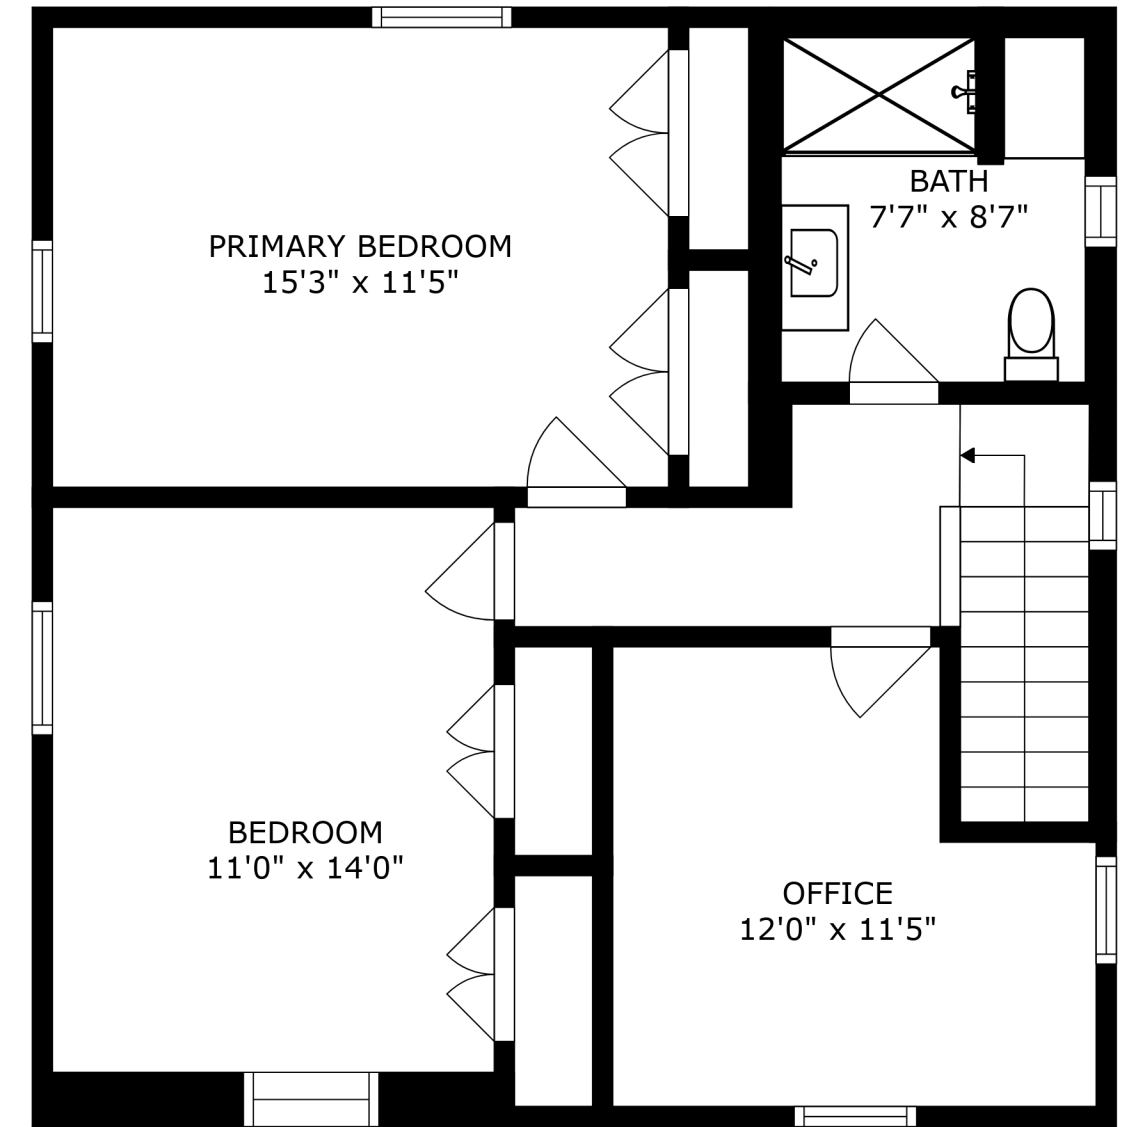 BATH
7'7" x 8'7"
PRIMARY BEDROOM
15'3" x 11'5"
BEDROOM
11'0" x 14'0"
OFFICE
12'0" x 11'5"